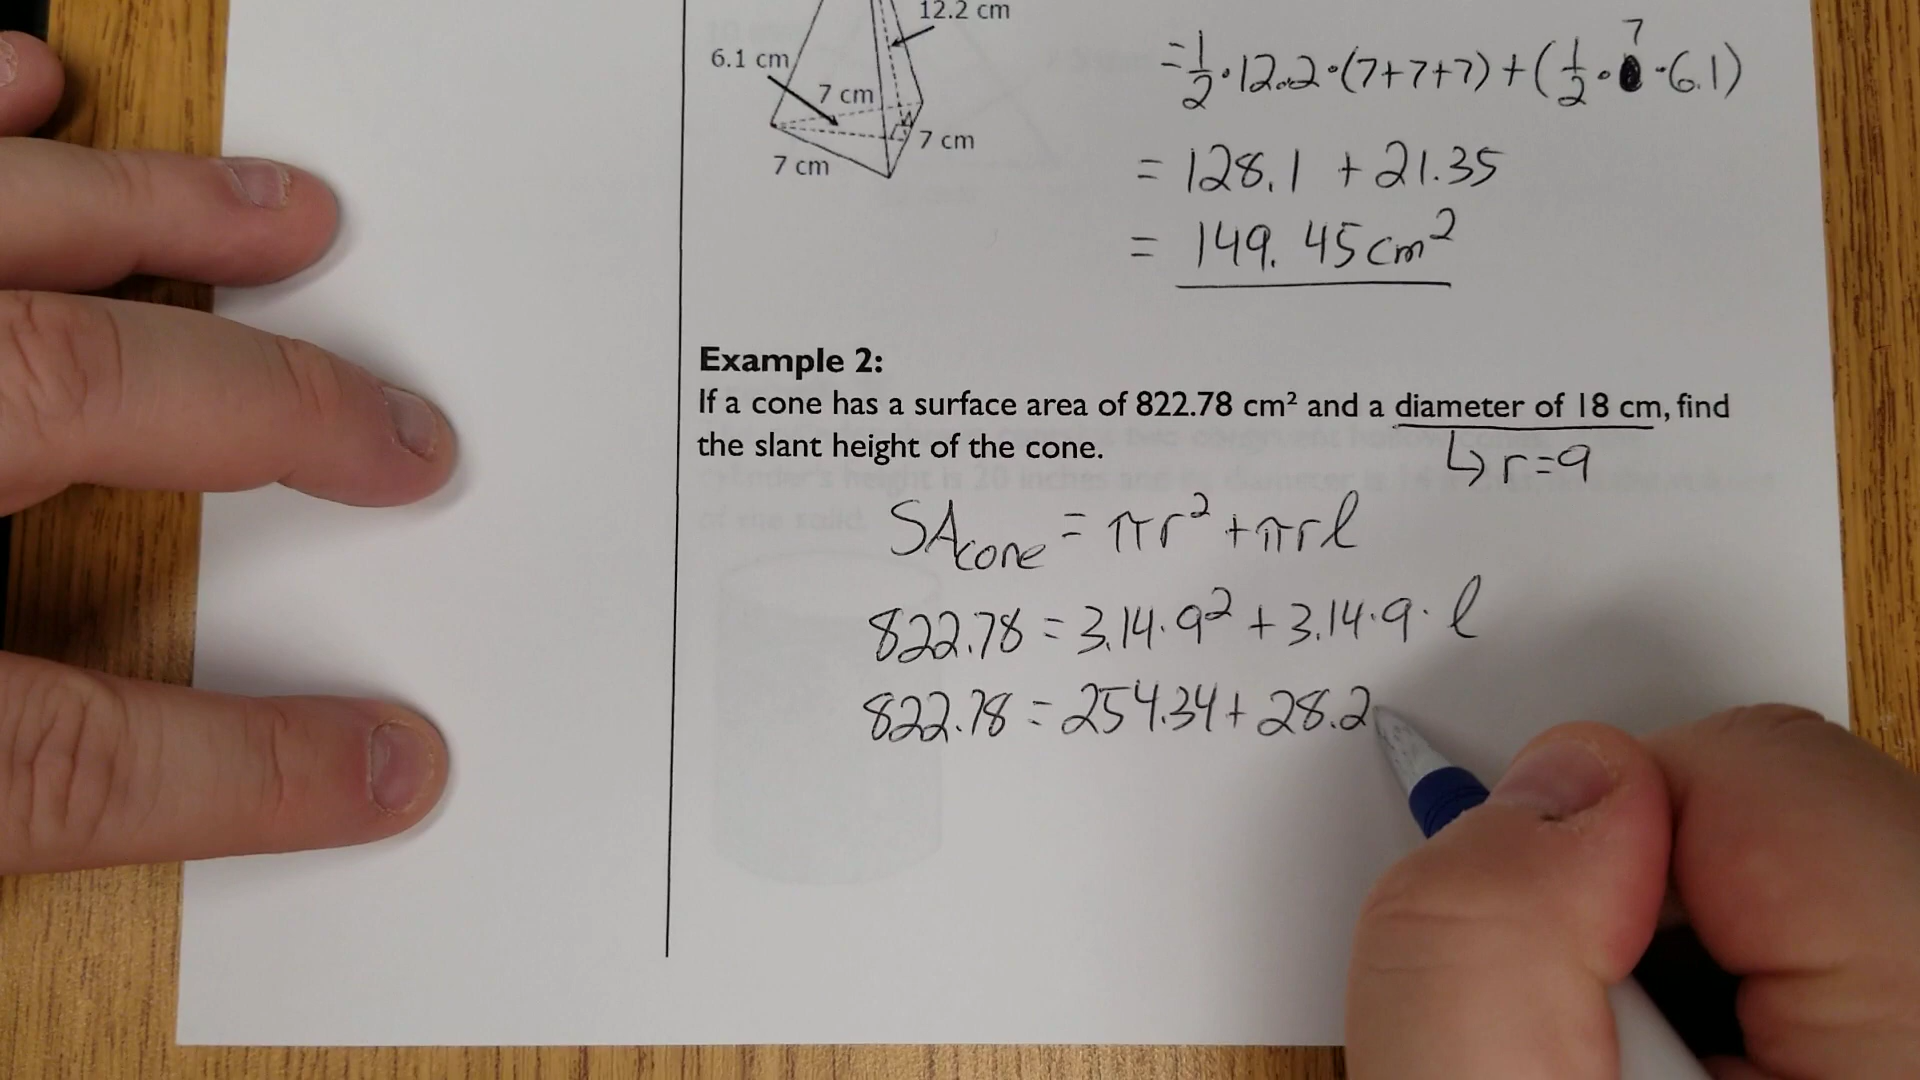 12.2 cm
6.1 cm
7 cm
7 cm
7 cm
= 1/2 · 12.2 · (7+7+7) + (1/2 · 7 · 6.1)
= 128.1 + 21.35
= 149.45 cm²
Example 2:
If a cone has a surface area of 822.78 cm² and a diameter of 18 cm, find
the slant height of the cone.
↳ r=9
SAcone = πr² + πrl
822.78 = 3.14·9² + 3.14·9·l
822.78 = 254.34 + 28.2